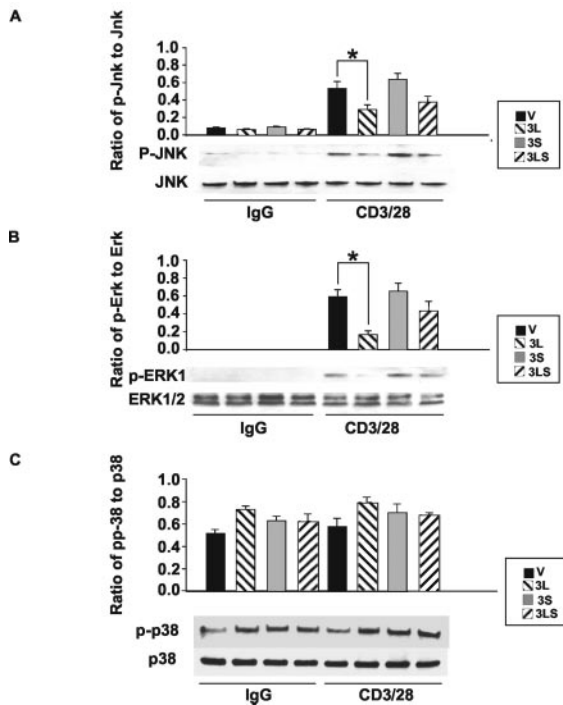 A
Ratio of p-Jnk to Jnk
1.0
0.8
0.6
0.4
0.2
0.0
*
V
3L
3S
3LS
P-JNK
JNK
IgG
CD3/28
B
Ratio of p-Erk to Erk
1.0
0.8
0.6
0.4
0.2
0.0
*
V
3L
3S
3LS
p-ERK1
ERK1/2
IgG
CD3/28
C
Ratio of pp-38 to p38
1.0
0.8
0.6
0.4
0.2
0.0
V
3L
3S
3LS
p-p38
p38
IgG
CD3/28